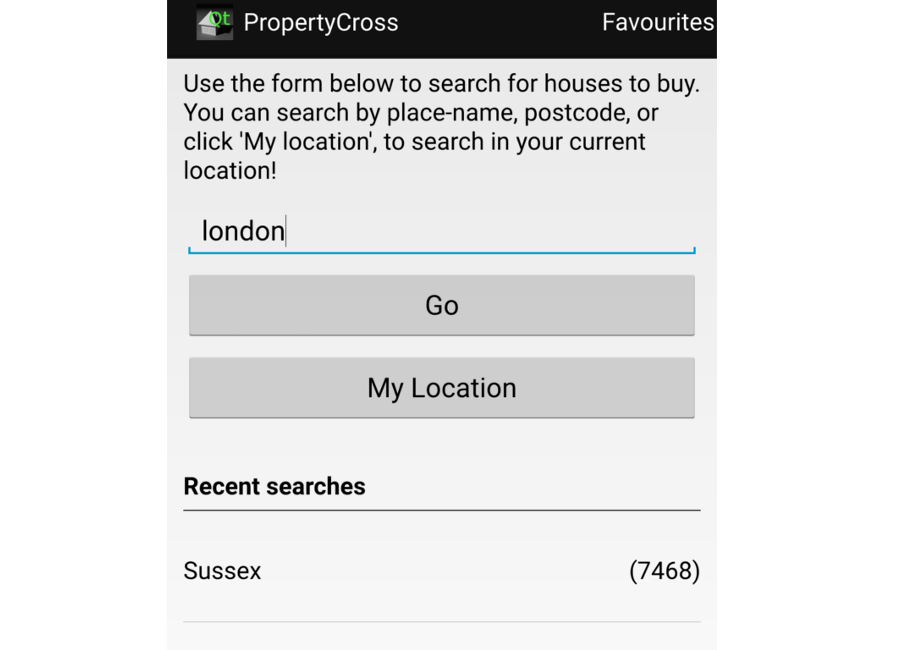 Qt PropertyCross Favourites
Use the form below to search for houses to buy.
You can search by place-name, postcode, or
click 'My location', to search in your current
location!
london
Go
My Location
Recent searches
Sussex (7468)